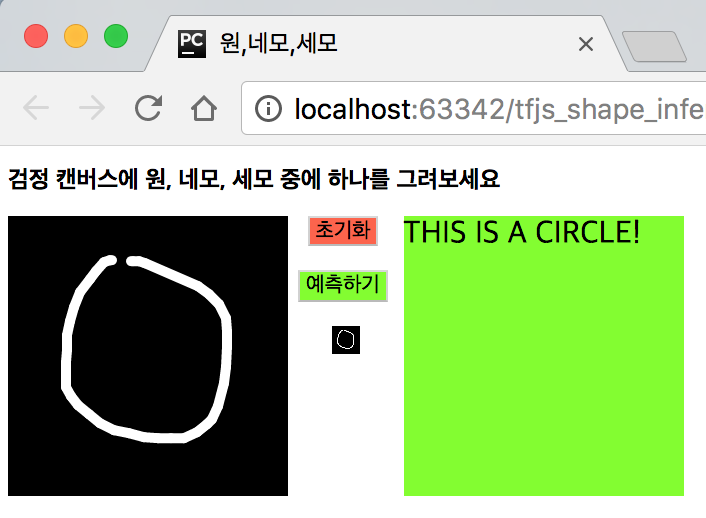 PC 원,네모,세모
localhost:63342/tfjs_shape_infe
검정 캔버스에 원, 네모, 세모 중에 하나를 그려보세요
초기화
THIS IS A CIRCLE!
예측하기